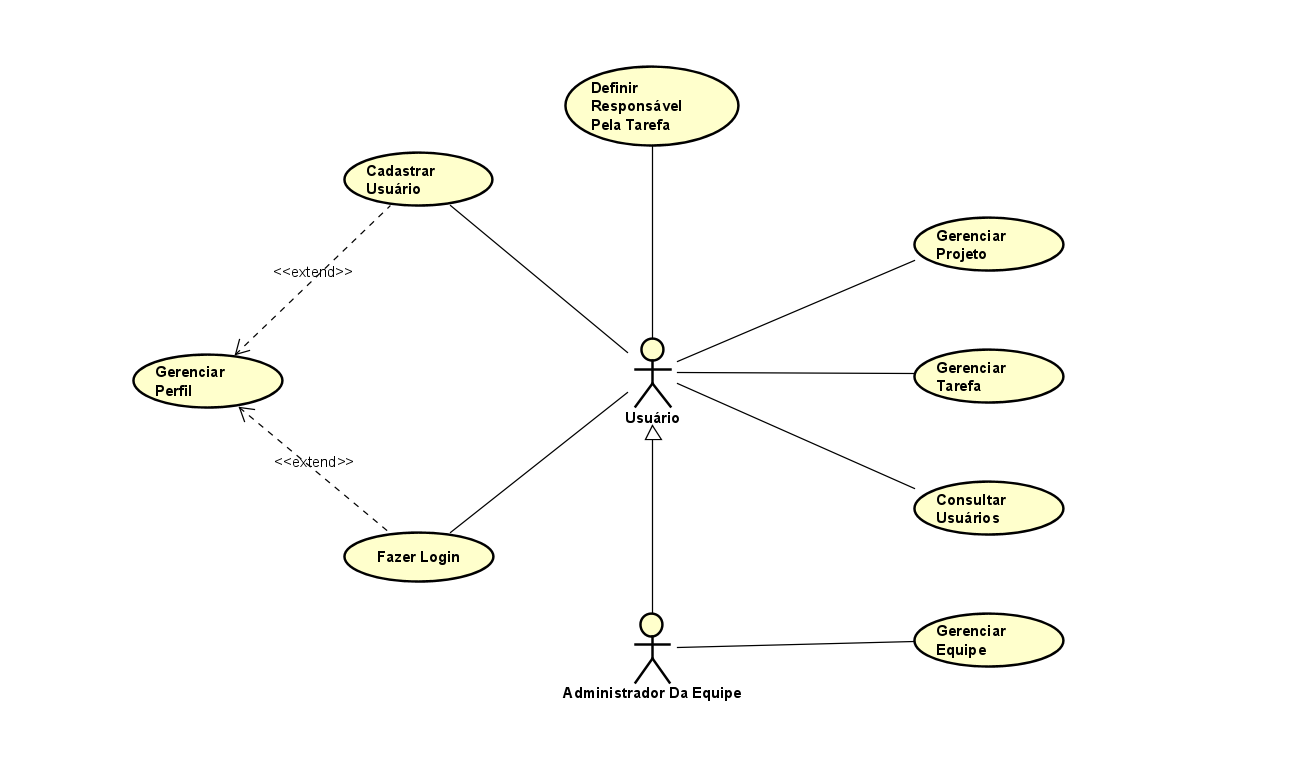 Definir
Responsável
Pela Tarefa
Cadastrar
Usuário
Gerenciar
Projeto
<<extend>>
Gerenciar
Perfil
Gerenciar
Tarefa
Usuário
<<extend>>
Consultar
Usuários
Fazer Login
Gerenciar
Equipe
Administrador Da Equipe